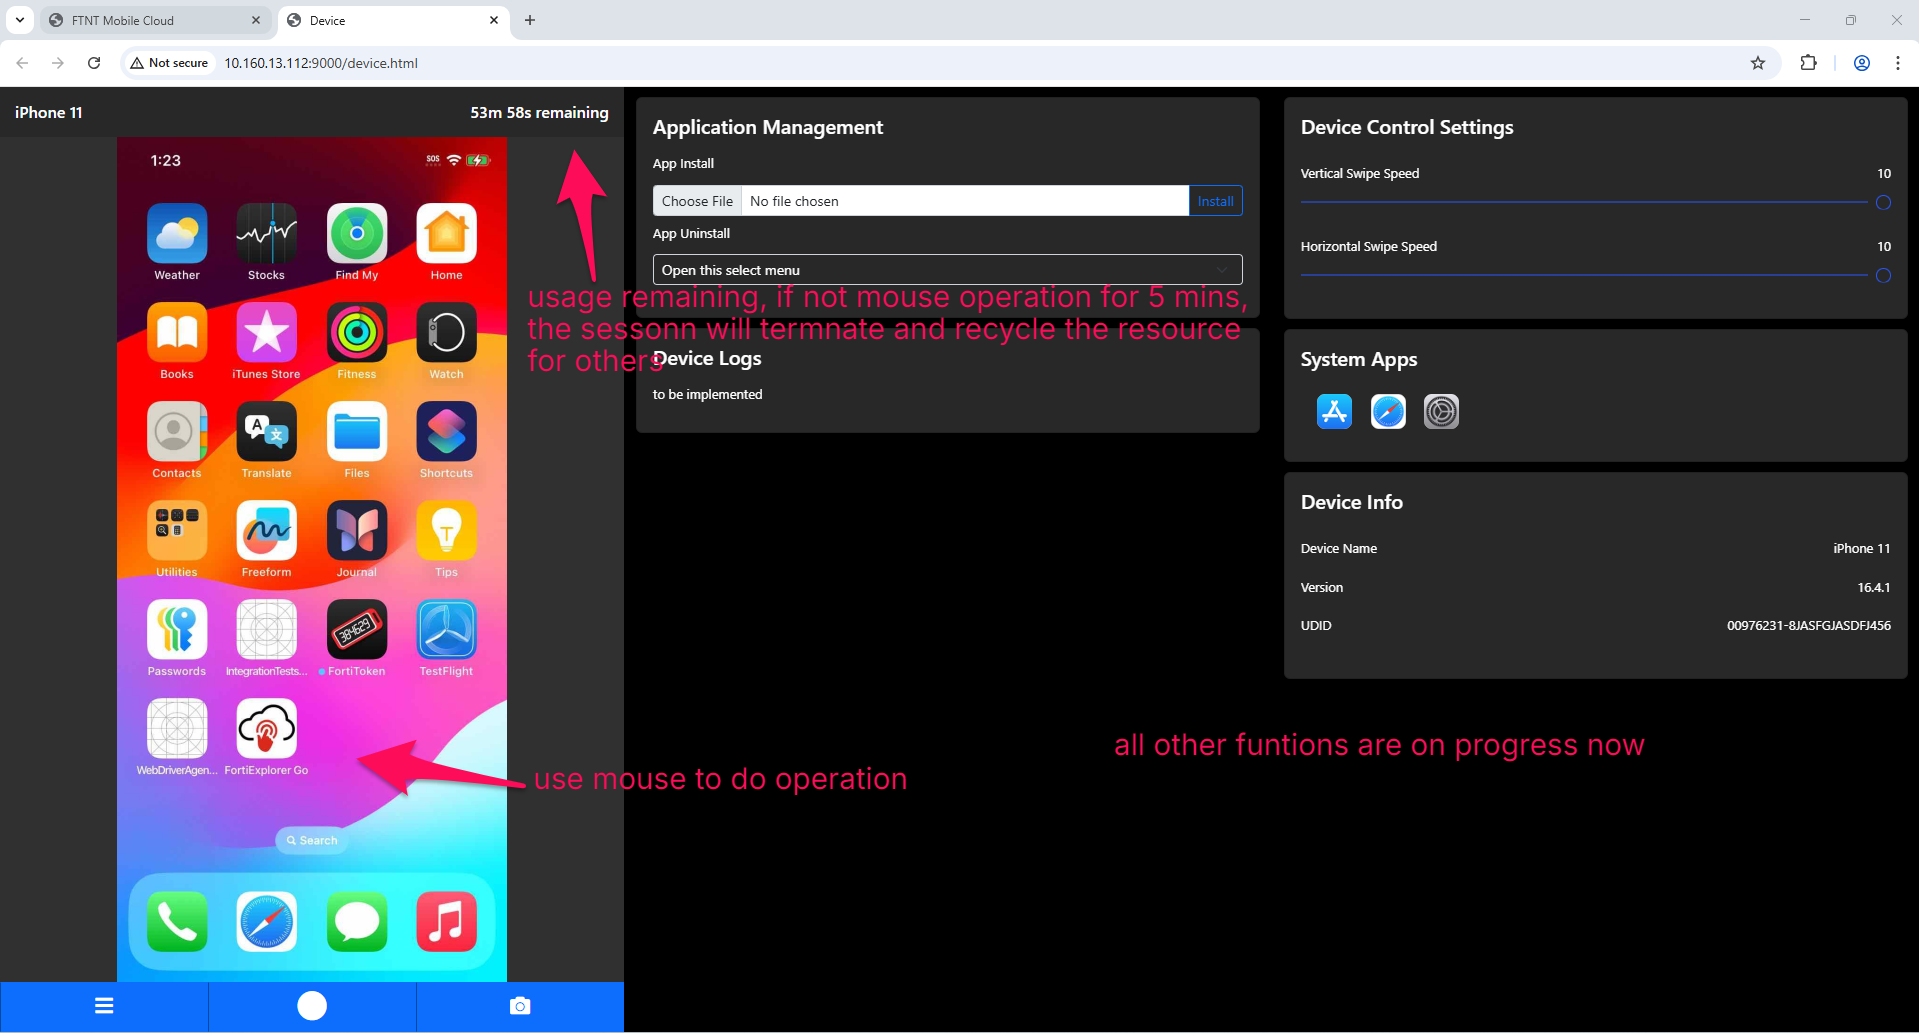 FTNT Mobile Cloud
Device
Not secure
10.160.13.112:9000/device.html
iPhone 11
53m 58s remaining
1:23
SOS
Weather
Stocks
Find My
Home
Books
iTunes Store
Fitness
Watch
Contacts
Translate
Files
Shortcuts
Utilities
Freeform
Journal
Tips
Passwords
IntegrationTests...
384629
FortiToken
TestFlight
WebDriverAgen...
FortiExplorer Go
Search
Application Management
App Install
Choose File
No file chosen
Install
App Uninstall
Open this select menu
usage remaining, if not mouse operation for 5 mins,
the sessonn will termnate and recycle the resource
for others
Device Logs
to be implemented
use mouse to do operation
Device Control Settings
Vertical Swipe Speed 10
Horizontal Swipe Speed 10
System Apps
Device Info
Device Name iPhone 11
Version 16.4.1
UDID 00976231-8JASFGJASDFJ456
all other funtions are on progress now